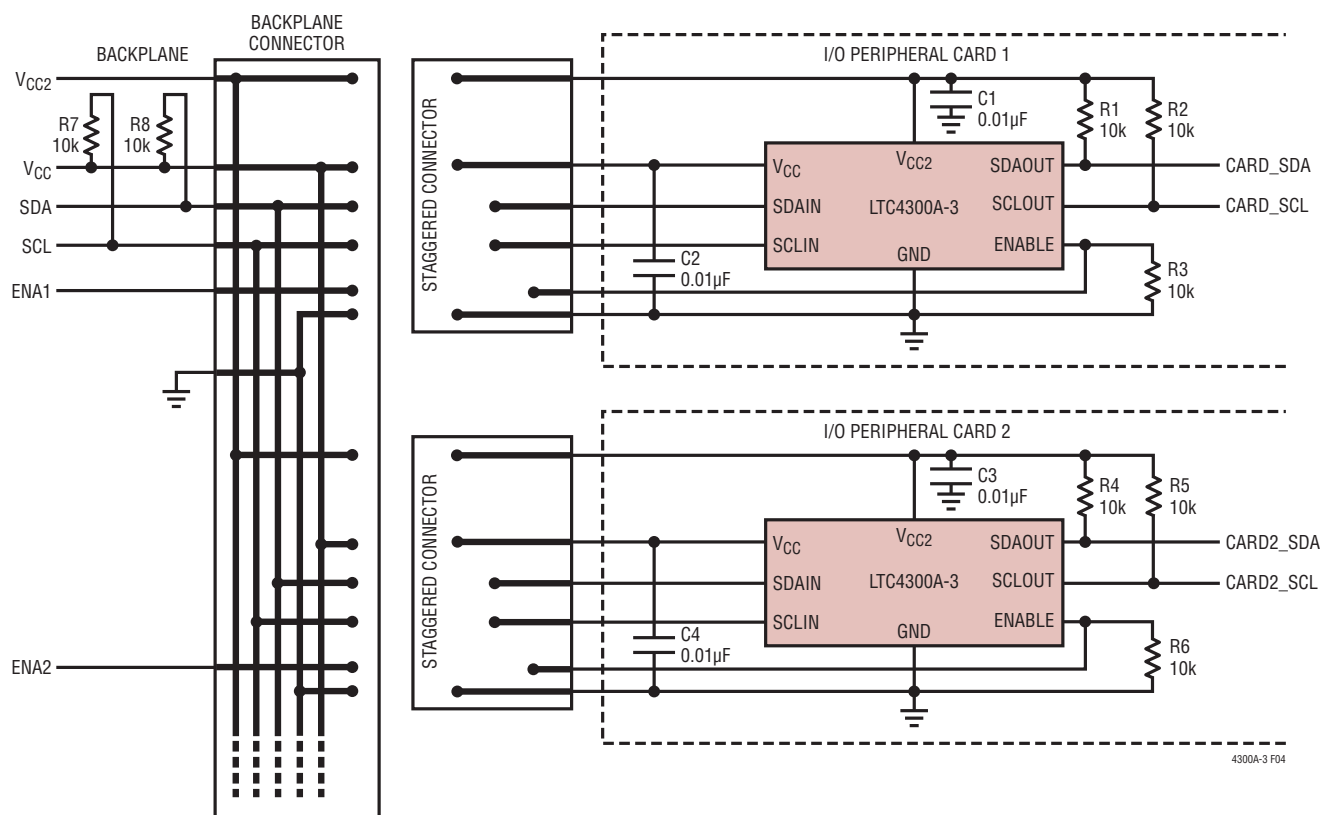 BACKPLANE
CONNECTOR
BACKPLANE
VCC2
R7
10k
R8
10k
VCC
SDA
SCL
ENA1
ENA2
STAGGERED CONNECTOR
I/O PERIPHERAL CARD 1
C1
0.01µF
R1
10k
R2
10k
VCC
VCC2
SDAOUT
CARD_SDA
SDAIN
LTC4300A-3
SCLOUT
CARD_SCL
SCLIN
ENABLE
GND
C2
0.01µF
R3
10k
STAGGERED CONNECTOR
I/O PERIPHERAL CARD 2
C3
0.01µF
R4
10k
R5
10k
VCC
VCC2
SDAOUT
CARD2_SDA
SDAIN
LTC4300A-3
SCLOUT
CARD2_SCL
SCLIN
ENABLE
GND
C4
0.01µF
R6
10k
4300A-3 F04